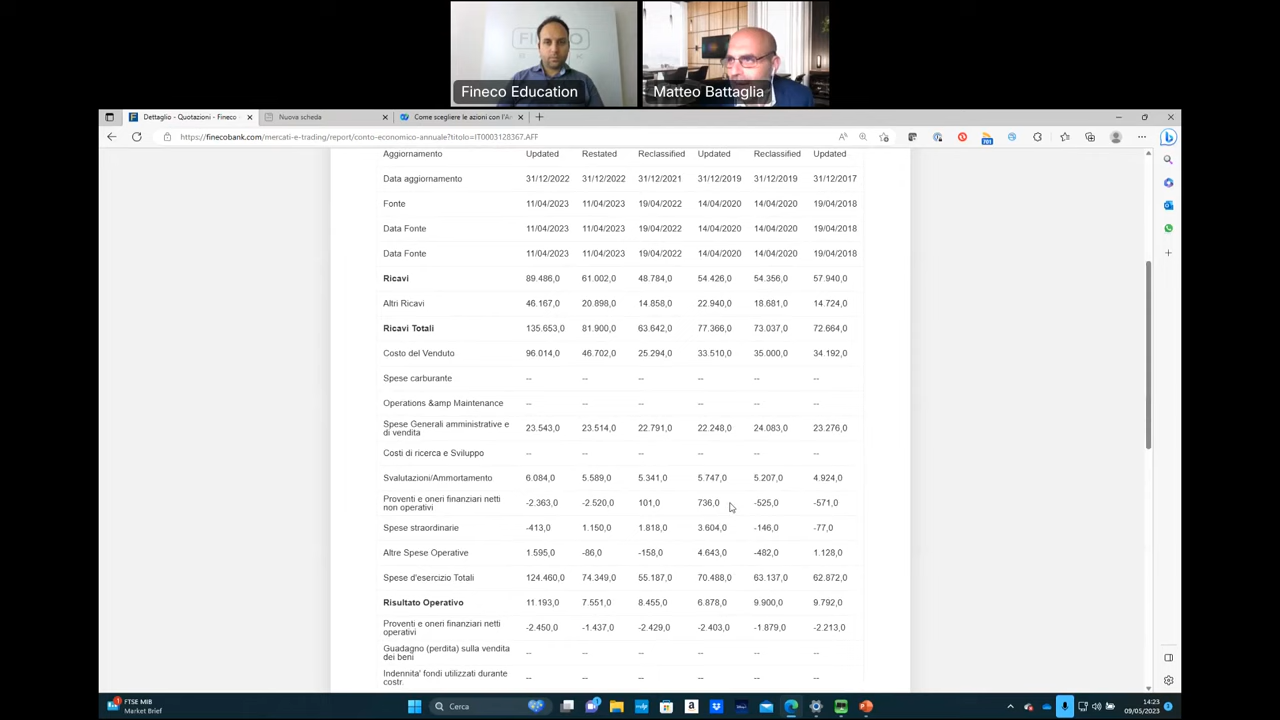 FINECO
BANK
Fineco Education
Matteo Battaglia
Dettaglio - Quotazioni - Fineco
Nuova scheda
Come scegliere le azioni con l'An
https://finecobank.com/mercati-e-trading/report/conto-economico-annuale?titolo=IT0003128367.AFF
701
Aggiornamento Updated Restated Reclassified Updated Reclassified Updated
Data aggiornamento 31/12/2022 31/12/2022 31/12/2021 31/12/2019 31/12/2019 31/12/2017
Fonte 11/04/2023 11/04/2023 19/04/2022 14/04/2020 14/04/2020 19/04/2018
Data Fonte 11/04/2023 11/04/2023 19/04/2022 14/04/2020 14/04/2020 19/04/2018
Data Fonte 11/04/2023 11/04/2023 19/04/2022 14/04/2020 14/04/2020 19/04/2018
Ricavi 89.486,0 61.002,0 48.784,0 54.426,0 54.356,0 57.940,0
Altri Ricavi 46.167,0 20.898,0 14.858,0 22.940,0 18.681,0 14.724,0
Ricavi Totali 135.653,0 81.900,0 63.642,0 77.366,0 73.037,0 72.664,0
Costo del Venduto 96.014,0 46.702,0 25.294,0 33.510,0 35.000,0 34.192,0
Spese carburante -- -- -- -- -- --
Operations &amp Maintenance -- -- -- -- -- --
Spese Generali amministrative e
di vendita 23.543,0 23.514,0 22.791,0 22.248,0 24.083,0 23.276,0
Costi di ricerca e Sviluppo -- -- -- -- -- --
Svalutazioni/Ammortamento 6.084,0 5.589,0 5.341,0 5.747,0 5.207,0 4.924,0
Proventi e oneri finanziari netti
non operativi -2.363,0 -2.520,0 101,0 736,0 -525,0 -571,0
Spese straordinarie -413,0 1.150,0 1.818,0 3.604,0 -146,0 -77,0
Altre Spese Operative 1.595,0 -86,0 -158,0 4.643,0 -482,0 1.128,0
Spese d'esercizio Totali 124.460,0 74.349,0 55.187,0 70.488,0 63.137,0 62.872,0
Risultato Operativo 11.193,0 7.551,0 8.455,0 6.878,0 9.900,0 9.792,0
Proventi e oneri finanziari netti
operativi -2.450,0 -1.437,0 -2.429,0 -2.403,0 -1.879,0 -2.213,0
Guadagno (perdita) sulla vendita
dei beni -- -- -- -- -- --
Indennita' fondi utilizzati durante
costr. -- -- -- -- -- --
FTSE MIB
Market Brief
Cerca
14:23
09/05/2023